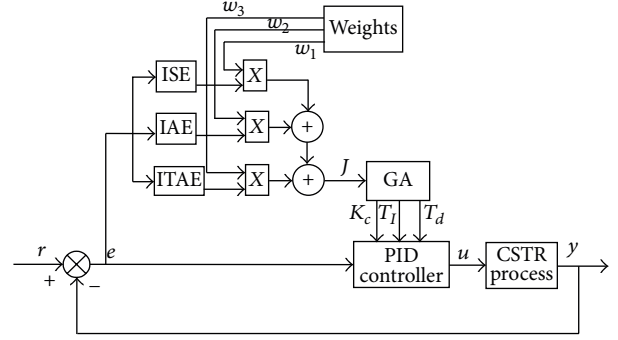 w3
w2
w1
Weights
ISE
X
IAE
X
+
ITAE
X
+
J
GA
Kc
TI
Td
r
+
−
e
PID
controller
u
CSTR
process
y